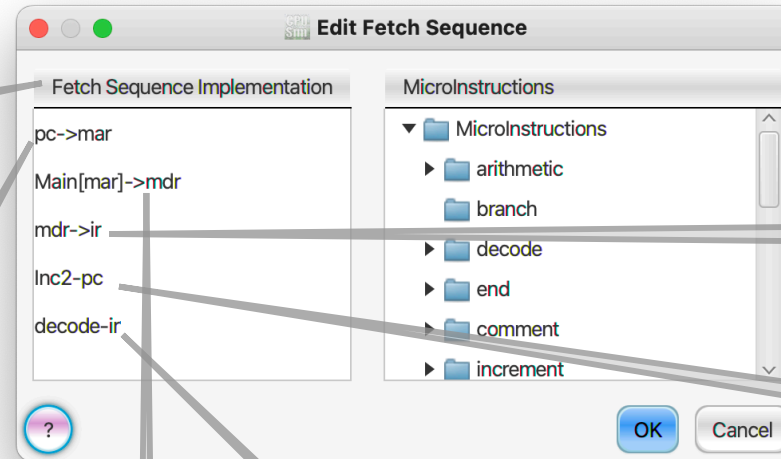 Edit Fetch Sequence
Fetch Sequence Implementation
pc->mar
Main[mar]->mdr
mdr->ir
Inc2-pc
decode-ir
MicroInstructions
MicroInstructions
arithmetic
branch
decode
end
comment
increment
?
OK
Cancel